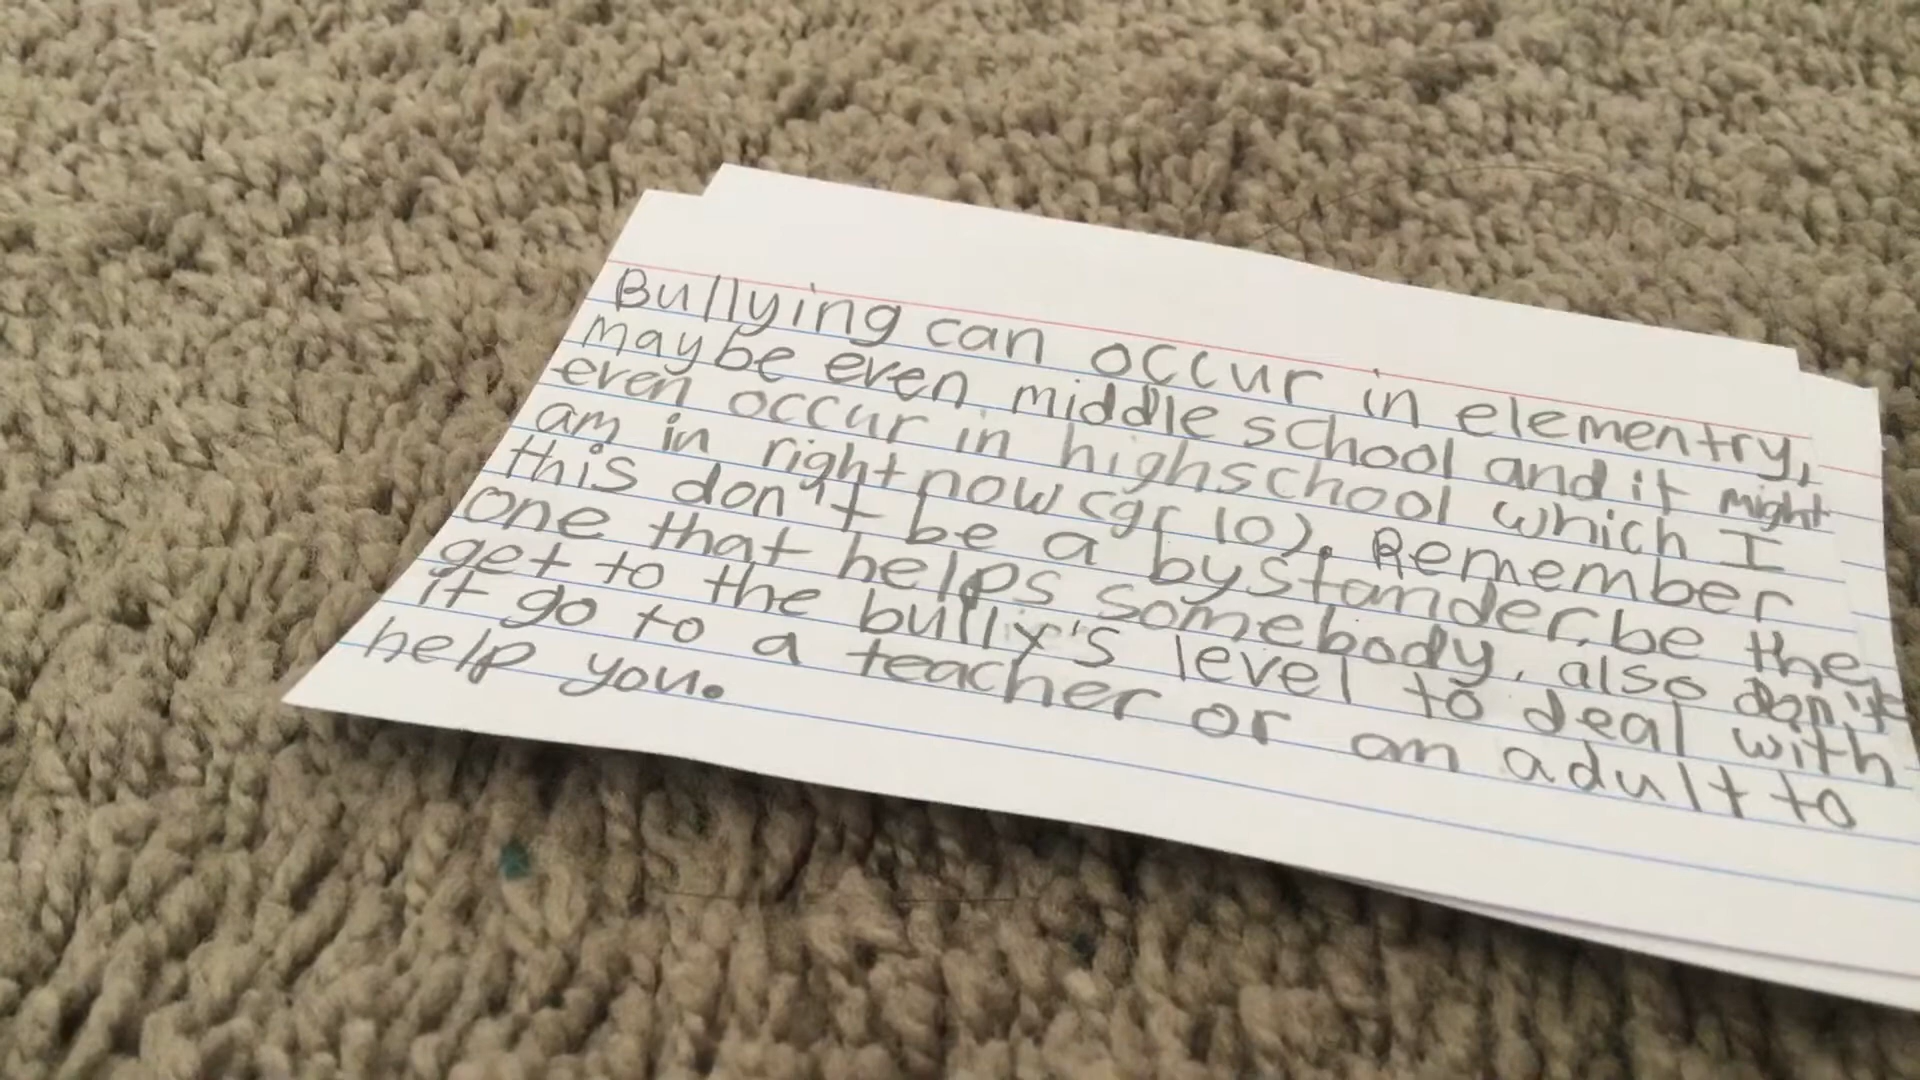 Bullying can occur in elementry,
maybe even middle school and it might
even occur in highschool which I
am in right now (gr 10). Remember
this don't be a bystander, be the
one that helps somebody, also don't
get to the bully's level to deal with
it go to a teacher or an adult to
help you.